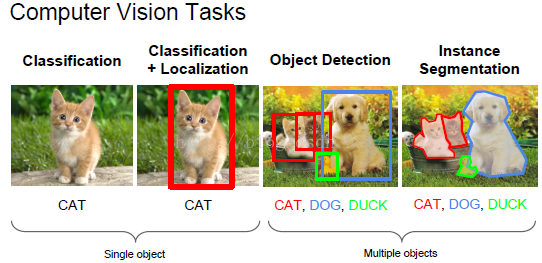 Computer Vision Tasks
Classification
Classification
+ Localization
Object Detection
Instance
Segmentation
CAT
CAT
CAT, DOG, DUCK
CAT, DOG, DUCK
Single object
Multiple objects